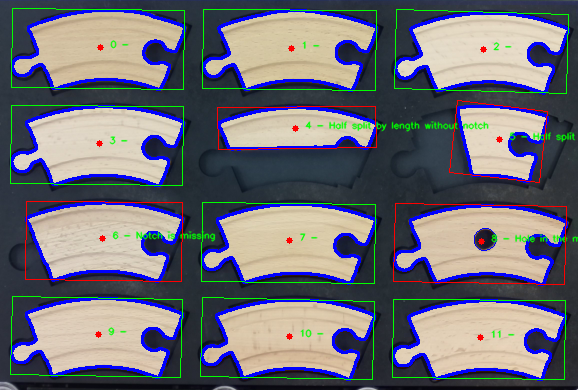 0 -
1 -
2 -
3 -
4 - Half split by length without notch
5 - Half split
6 - Notch is missing
7 -
8 - Hole in the m
9 -
10 -
11 -